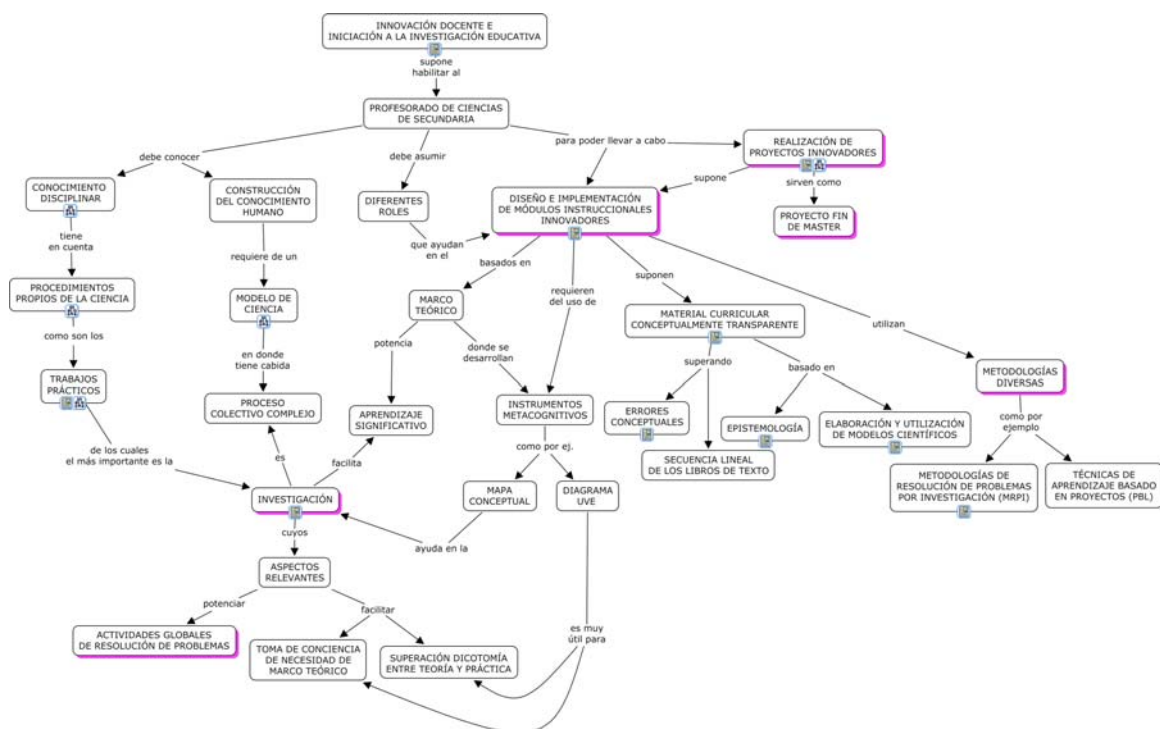 INNOVACIÓN DOCENTE E
INICIACIÓN A LA INVESTIGACIÓN EDUCATIVA
supone
habilitar al
PROFESORADO DE CIENCIAS
DE SECUNDARIA
debe conocer
debe asumir
para poder llevar a cabo
REALIZACIÓN DE
PROYECTOS INNOVADORES
supone
sirven como
PROYECTO FIN
DE MASTER
CONOCIMIENTO
DISCIPLINAR
CONSTRUCCIÓN
DEL CONOCIMIENTO
HUMANO
DIFERENTES
ROLES
DISEÑO E IMPLEMENTACIÓN
DE MÓDULOS INSTRUCCIONALES
INNOVADORES
tiene
en cuenta
requiere de un
que ayudan
en el
basados en
requieren
del uso de
suponen
utilizan
PROCEDIMIENTOS
PROPIOS DE LA CIENCIA
MODELO DE
CIENCIA
MARCO
TEÓRICO
MATERIAL CURRICULAR
CONCEPTUALMENTE TRANSPARENTE
como son los
en donde
tiene cabida
potencia
donde se
desarrollan
superando
basado en
METODOLOGÍAS
DIVERSAS
TRABAJOS
PRÁCTICOS
PROCESO
COLECTIVO COMPLEJO
APRENDIZAJE
SIGNIFICATIVO
INSTRUMENTOS
METACOGNITIVOS
ERRORES
CONCEPTUALES
EPISTEMOLOGÍA
ELABORACIÓN Y UTILIZACIÓN
DE MODELOS CIENTÍFICOS
como por
ejemplo
SECUENCIA LINEAL
DE LOS LIBROS DE TEXTO
de los cuales
el más importante es la
es
facilita
como por ej.
METODOLOGÍAS DE
RESOLUCIÓN DE PROBLEMAS
POR INVESTIGACIÓN (MRPI)
TÉCNICAS DE
APRENDIZAJE BASADO
EN PROYECTOS (PBL)
INVESTIGACIÓN
MAPA
CONCEPTUAL
DIAGRAMA
UVE
cuyos
ayuda en la
ASPECTOS
RELEVANTES
potenciar
facilitar
es muy
útil para
ACTIVIDADES GLOBALES
DE RESOLUCIÓN DE PROBLEMAS
TOMA DE CONCIENCIA
DE NECESIDAD DE
MARCO TEÓRICO
SUPERACIÓN DICOTOMÍA
ENTRE TEORÍA Y PRÁCTICA